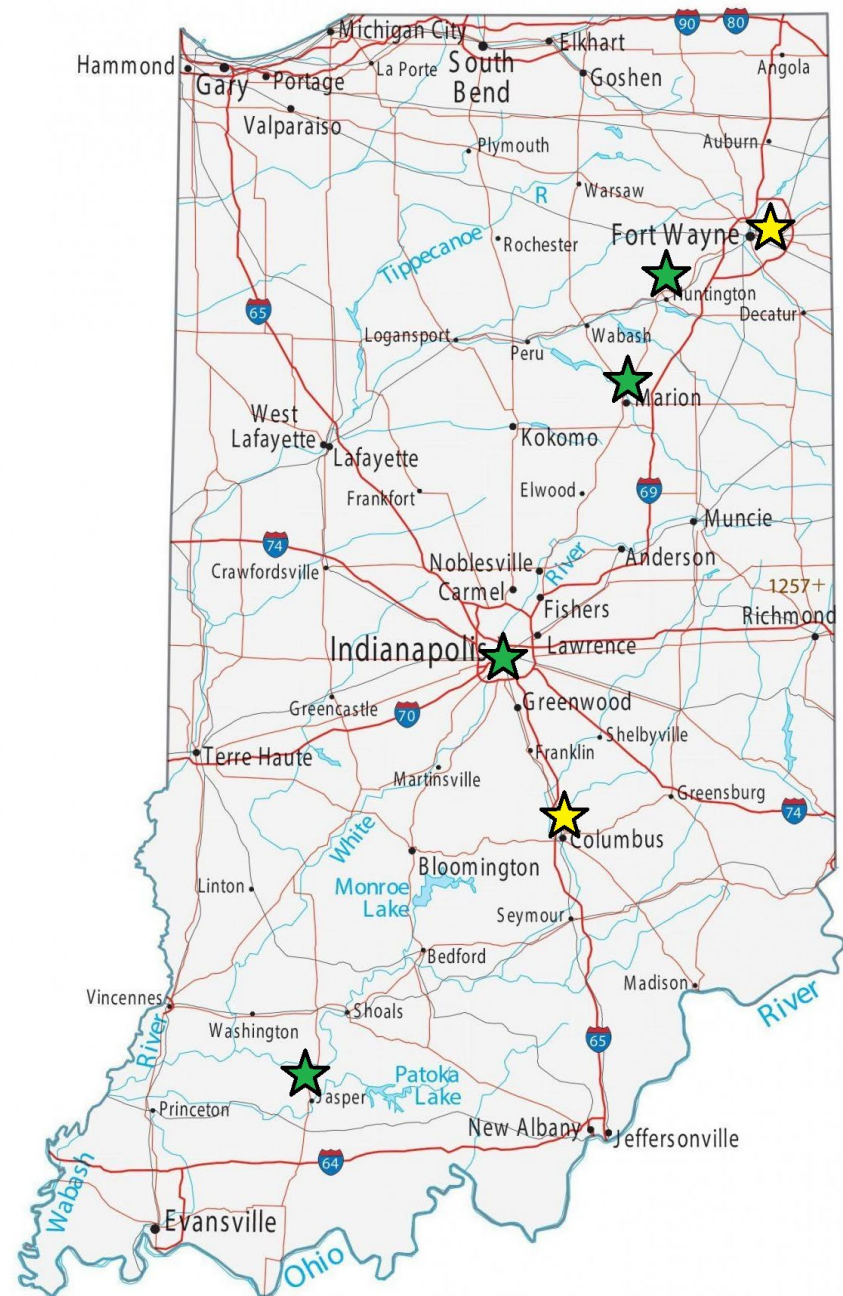 Michigan City
90
80
Elkhart
Hammond
Gary
Portage
La Porte
South
Bend
Goshen
Angola
Valparaiso
Plymouth
Auburn
Warsaw
R
Tippecanoe
Rochester
Fort Wayne
Huntington
65
Decatur
Logansport
Peru
Wabash
Marion
West
Lafayette
Lafayette
Kokomo
Frankfort
Elwood
69
Muncie
74
Crawfordsville
Noblesville
River
Anderson
Carmel
Fishers
1257+
Richmond
Indianapolis
Lawrence
Greencastle
70
Greenwood
Shelbyville
Terre Haute
Franklin
Martinsville
Greensburg
74
White
Columbus
Bloomington
Linton
Monroe
Lake
Seymour
Bedford
Madison
Vincennes
River
Washington
Shoals
River
65
Jasper
Patoka
Lake
Princeton
New Albany
Jeffersonville
64
Wabash
Evansville
Ohio